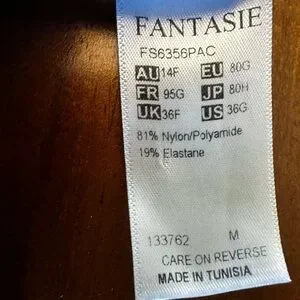 FANTASIE
FS6356PAC
AU 14F EU 80G
FR 95G JP 80H
UK 36F US 36G
81% Nylon/Polyamide
19% Elastane
133762 M
CARE ON REVERSE
MADE IN TUNISIA